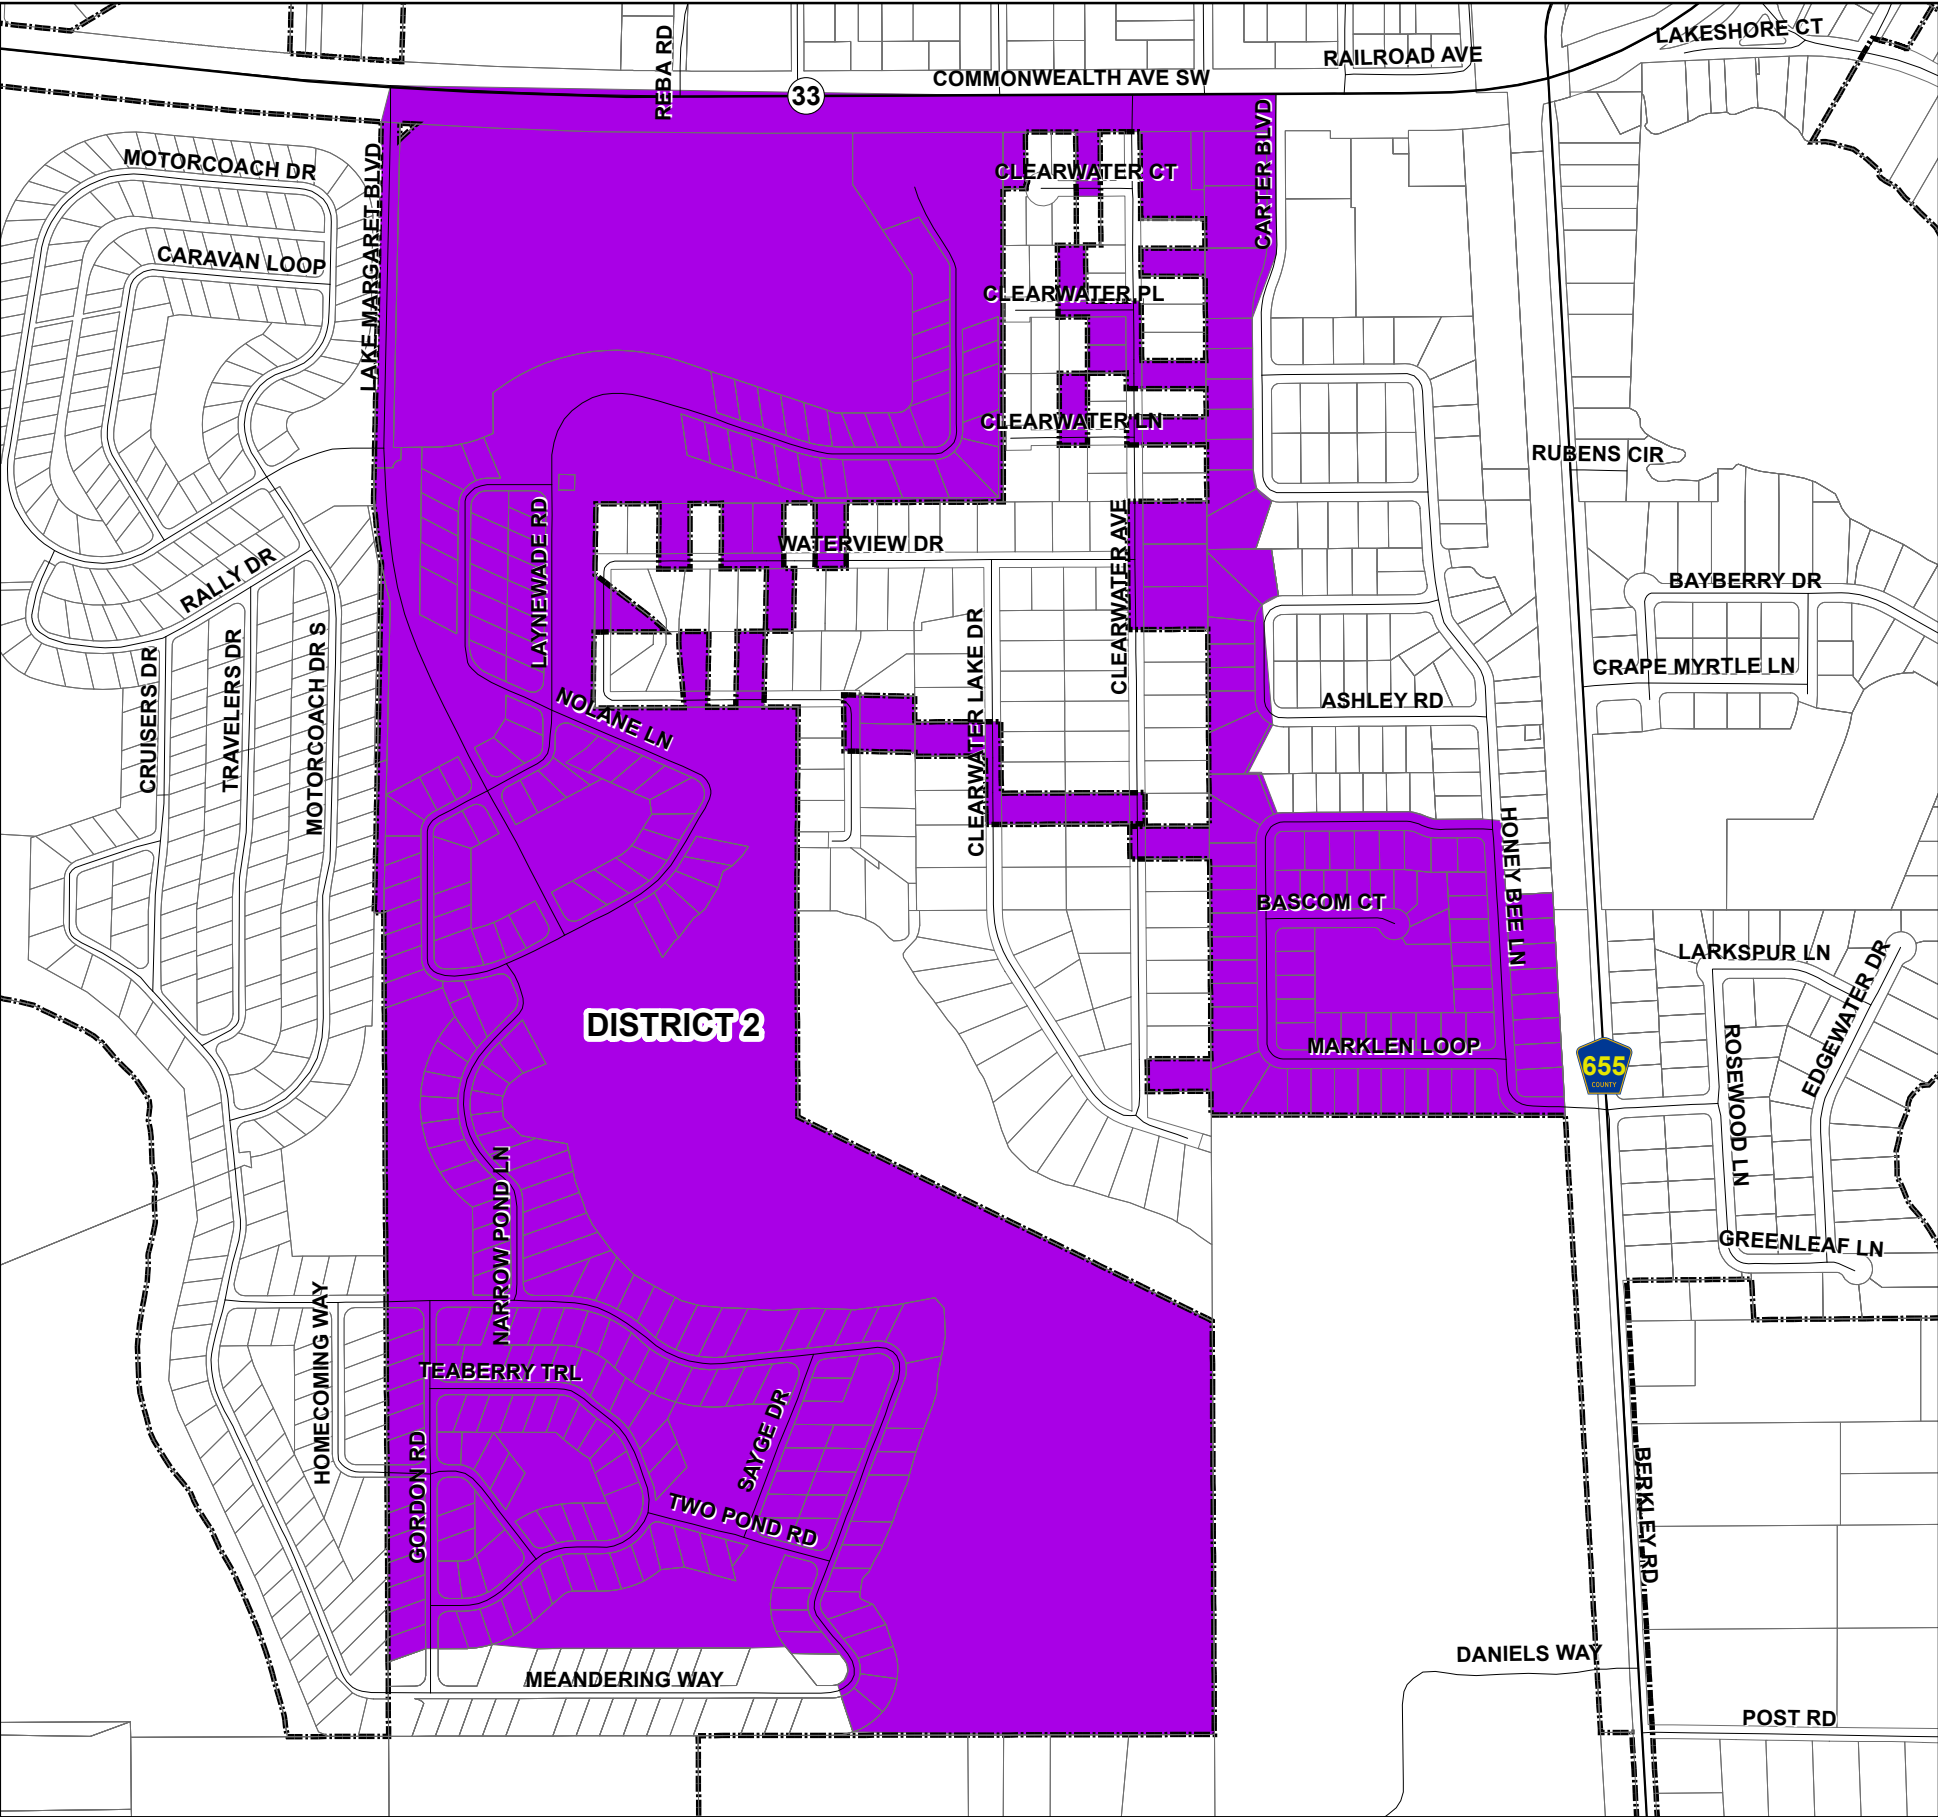 LAKESHORE CT
RAILROAD AVE
REBA RD
COMMONWEALTH AVE SW
33
MOTORCOACH DR
LAKE MARGARET BLVD
CLEARWATER CT
CARTER BLVD
CARAVAN LOOP
CLEARWATER PL
CLEARWATER LN
RUBENS CIR
LAYNEWADE RD
WATERVIEW DR
CLEARWATER AVE
RALLY DR
BAYBERRY DR
CRUISERS DR
TRAVELERS DR
MOTORCOACH DR S
CLEARWATER LAKE DR
CRAPE MYRTLE LN
ASHLEY RD
NOLANE LN
HONEY BEE LN
BASCOM CT
LARKSPUR LN
EDGEWATER DR
DISTRICT 2
MARKLEN LOOP
655
COUNTY
ROSEWOOD LN
NARROW POND LN
GREENLEAF LN
HOMECOMING WAY
TEABERRY TRL
SAYGE DR
GORDON RD
TWO POND RD
BERKLEY RD
DANIELS WAY
MEANDERING WAY
POST RD